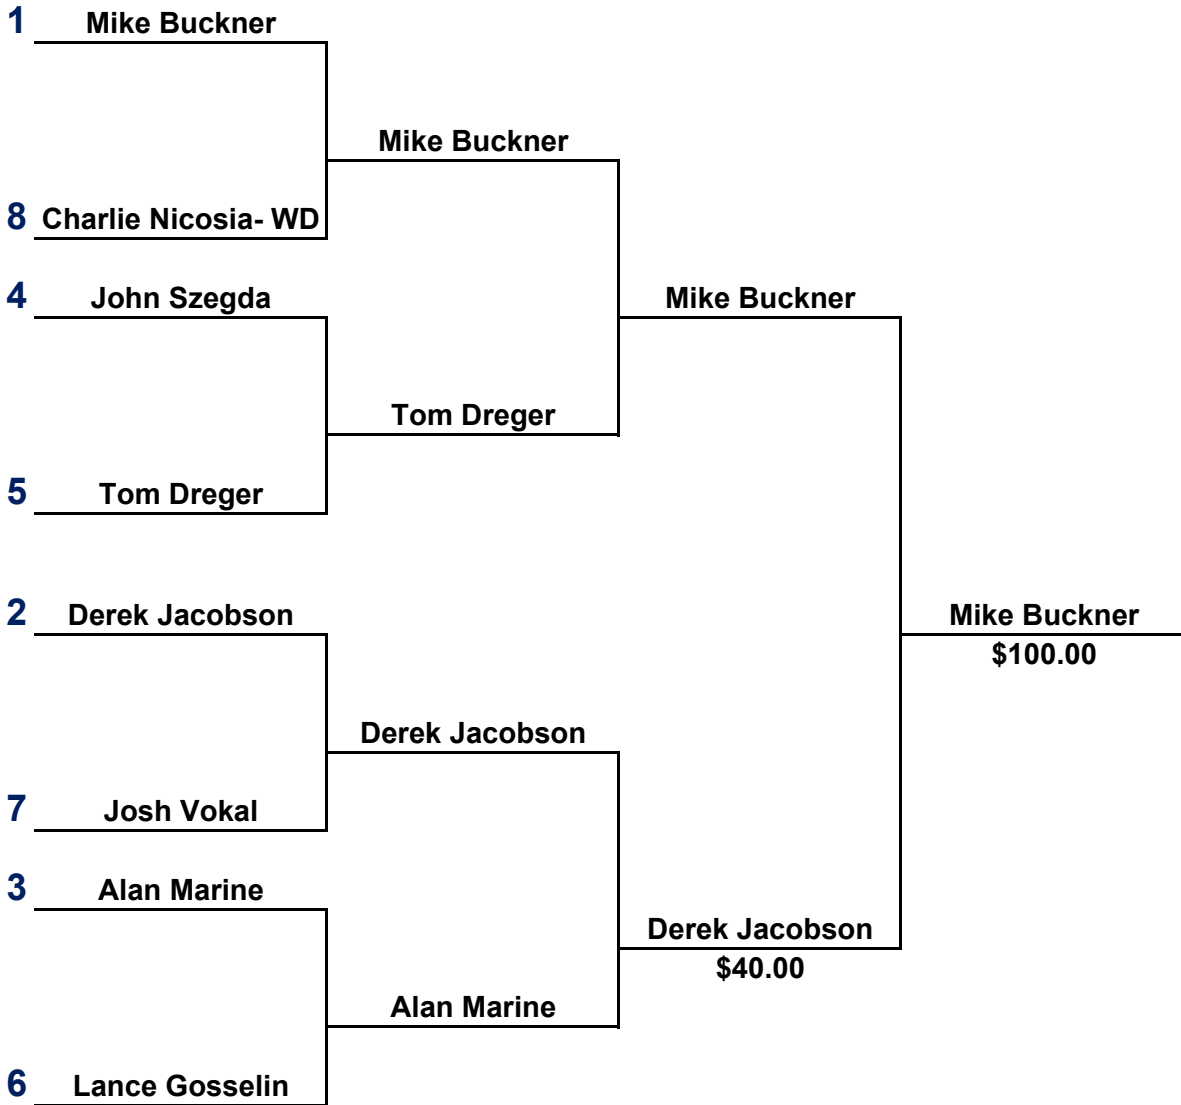 1 Mike Buckner
Mike Buckner
8 Charlie Nicosia- WD
4 John Szegda
Mike Buckner
Tom Dreger
5 Tom Dreger
2 Derek Jacobson
Mike Buckner
$100.00
Derek Jacobson
7 Josh Vokal
3 Alan Marine
Derek Jacobson
$40.00
Alan Marine
6 Lance Gosselin